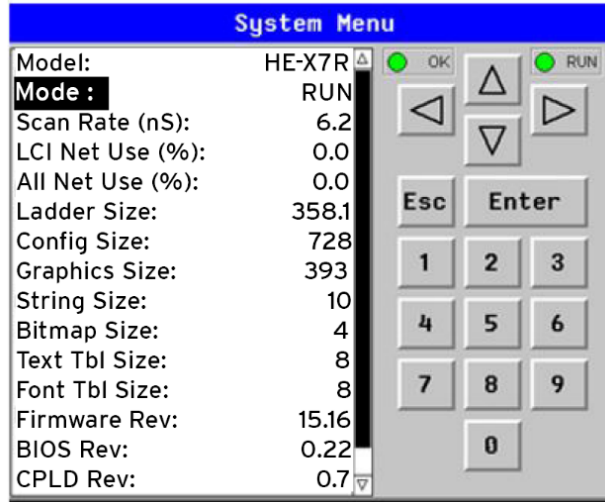 System Menu
Model: HE-X7R
Mode : RUN
Scan Rate (nS): 6.2
LCI Net Use (%): 0.0
All Net Use (%): 0.0
Ladder Size: 358.1
Config Size: 728
Graphics Size: 393
String Size: 10
Bitmap Size: 4
Text Tbl Size: 8
Font Tbl Size: 8
Firmware Rev: 15.16
BIOS Rev: 0.22
CPLD Rev: 0.7
OK RUN
Esc Enter
1 2 3
4 5 6
7 8 9
0